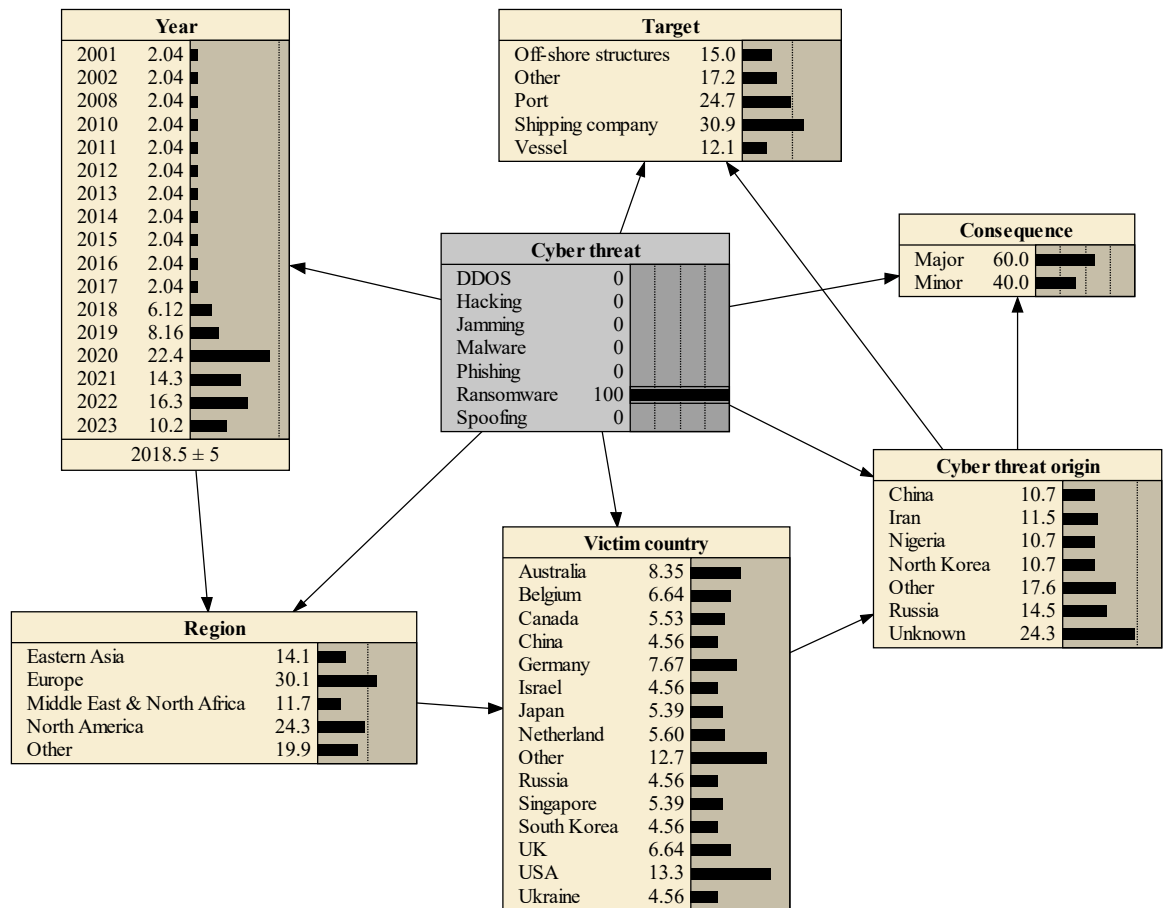 Year
2001 2.04
2002 2.04
2008 2.04
2010 2.04
2011 2.04
2012 2.04
2013 2.04
2014 2.04
2015 2.04
2016 2.04
2017 2.04
2018 6.12
2019 8.16
2020 22.4
2021 14.3
2022 16.3
2023 10.2
2018.5 ± 5
Target
Off-shore structures 15.0
Other 17.2
Port 24.7
Shipping company 30.9
Vessel 12.1
Cyber threat
DDOS 0
Hacking 0
Jamming 0
Malware 0
Phishing 0
Ransomware 100
Spoofing 0
Consequence
Major 60.0
Minor 40.0
Cyber threat origin
China 10.7
Iran 11.5
Nigeria 10.7
North Korea 10.7
Other 17.6
Russia 14.5
Unknown 24.3
Region
Eastern Asia 14.1
Europe 30.1
Middle East & North Africa 11.7
North America 24.3
Other 19.9
Victim country
Australia 8.35
Belgium 6.64
Canada 5.53
China 4.56
Germany 7.67
Israel 4.56
Japan 5.39
Netherland 5.60
Other 12.7
Russia 4.56
Singapore 5.39
South Korea 4.56
UK 6.64
USA 13.3
Ukraine 4.56